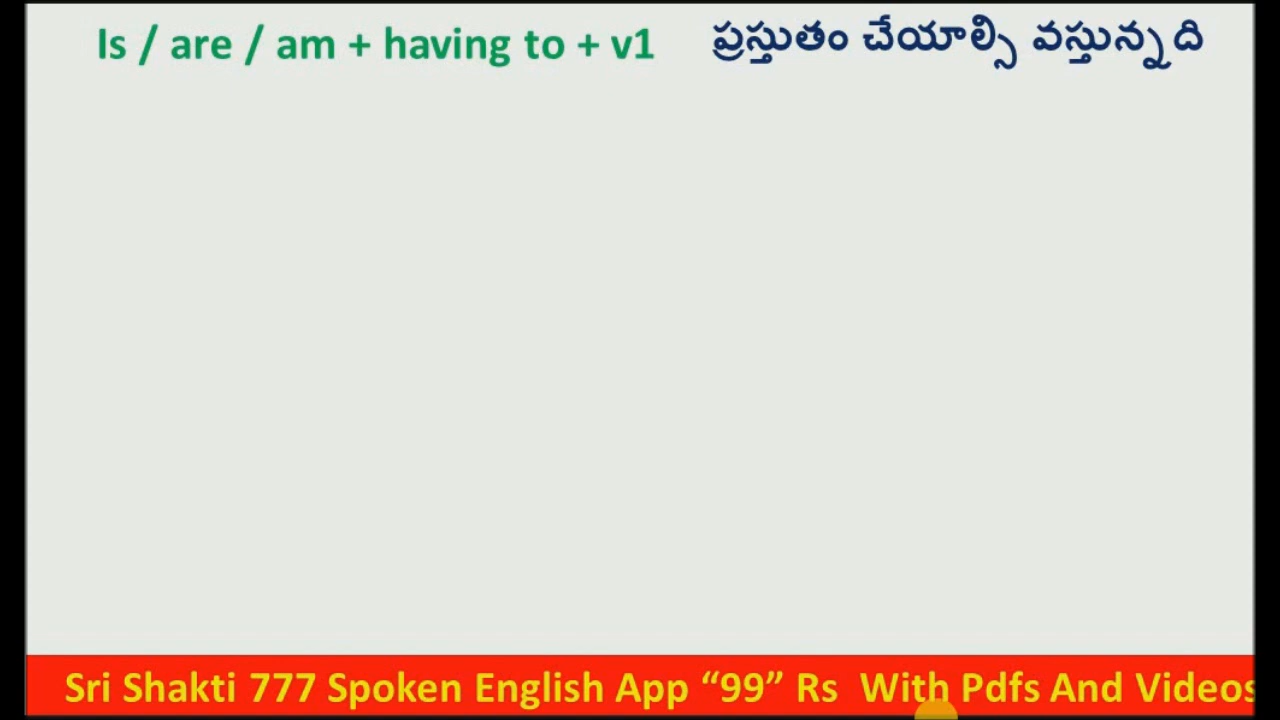 Is / are / am + having to + v1 ప్రస్తుతం చేయాల్సి వస్తున్నది
Sri Shakti 777 Spoken English App “99” Rs With Pdfs And Videos